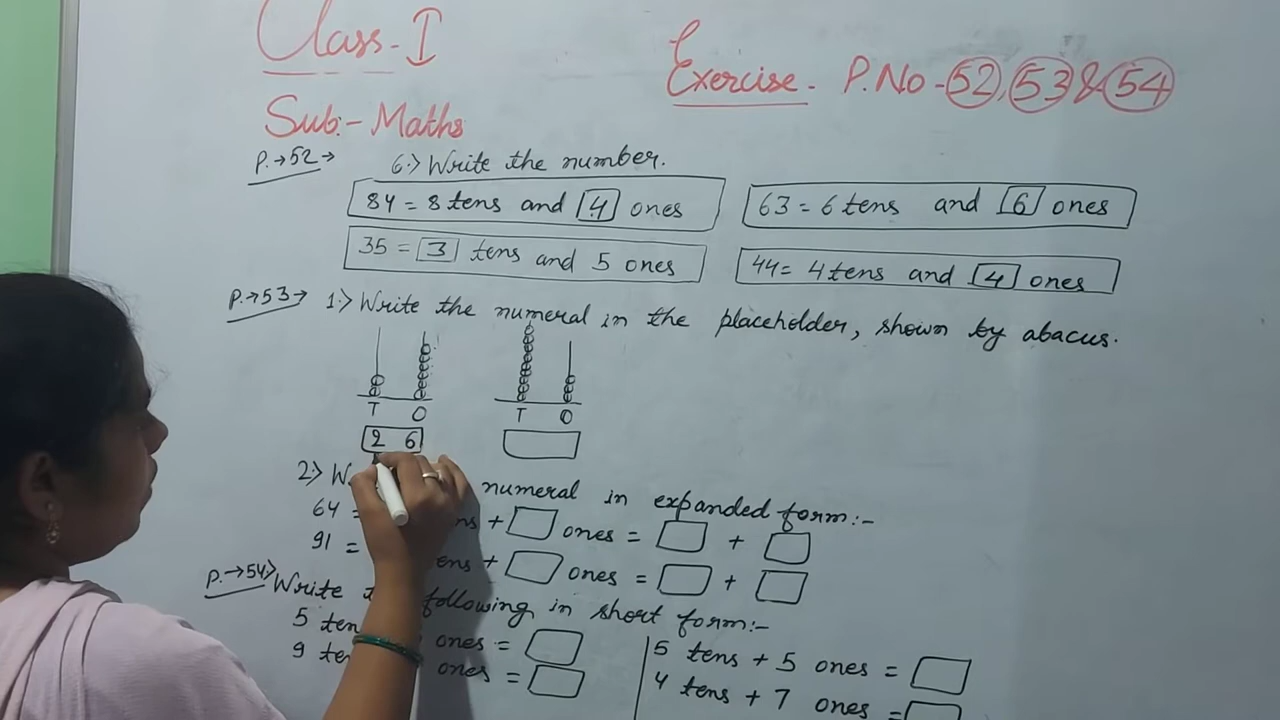 Class-I
Exercise. P.No-52,53&54
Sub:- Maths
P.→52→ 6.> Write the number.
84 = 8 tens and 4 ones
63 = 6 tens and 6 ones
35 = 3 tens and 5 ones
44 = 4 tens and 4 ones
P.→53→ 1.> Write the numeral in the placeholder, shown by abacus.
T O T O
2 6
2.> numeral in expanded form:-
64 = + ones = +
91 = + ones = +
P.→54> Write following in short form:-
5 ones =
5 tens + 5 ones =
9 ones =
4 tens + 7 ones =